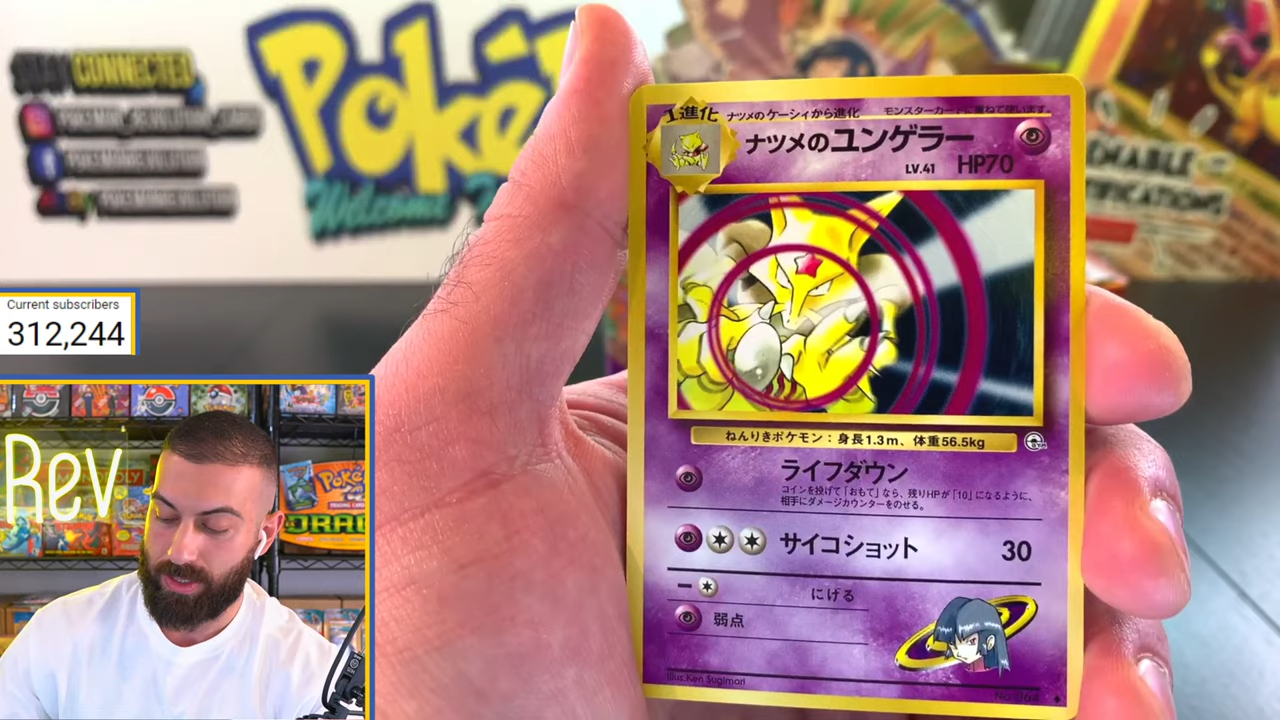 STAY CONNECTED
Poké
Welcome
Current subscribers
312,244
Rev
Poké
1進化
ナツメのケーシィから進化
モンスターカードに重ねて使います。
ナツメのユンゲラー
LV.41
HP70
ねんりきポケモン：身長1.3m、体重56.5kg
ライフダウン
コインを投げて「おもて」なら、残りHPが「10」になるように、
相手にダメージカウンターをのせる。
サイコショット 30
にげる
弱点
Illus. Ken Sugimori
No.064